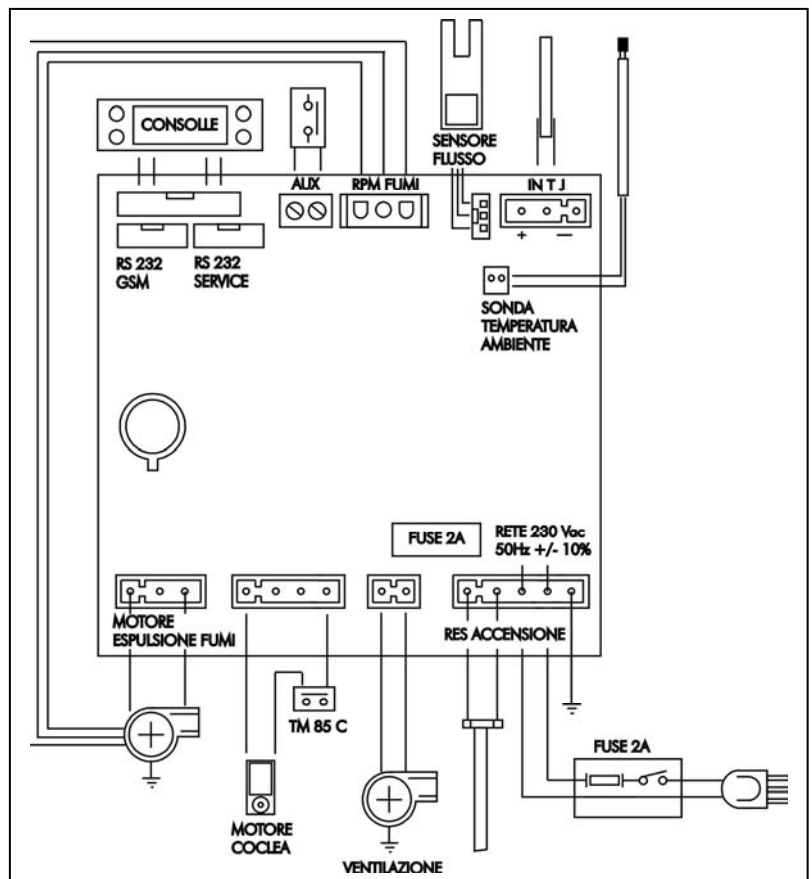 CONSOLLE
SENSORE
FLUSSO
AUX
RPM FUMI
IN T J
+ −
RS 232
GSM
RS 232
SERVICE
SONDA
TEMPERATURA
AMBIENTE
FUSE 2A
RETE 230 Vac
50Hz +/- 10%
MOTORE
ESPULSIONE FUMI
RES ACCENSIONE
TM 85 C
FUSE 2A
MOTORE
COCLEA
VENTILAZIONE